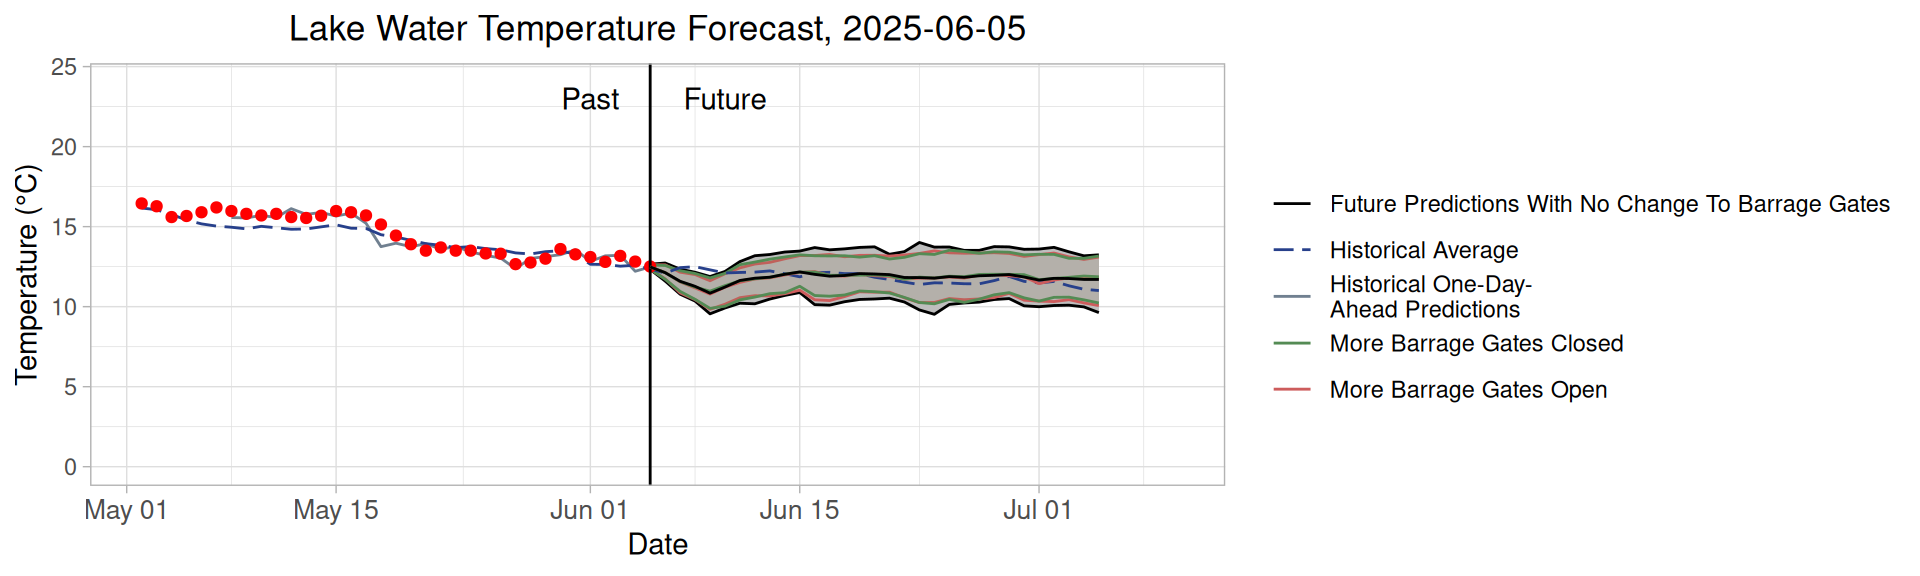 Lake Water Temperature Forecast, 2025-06-05
25
20
15
10
5
0
Temperature (°C)
Past
Future
May 01
May 15
Jun 01
Jun 15
Jul 01
Date
Future Predictions With No Change To Barrage Gates
Historical Average
Historical One-Day-
Ahead Predictions
More Barrage Gates Closed
More Barrage Gates Open